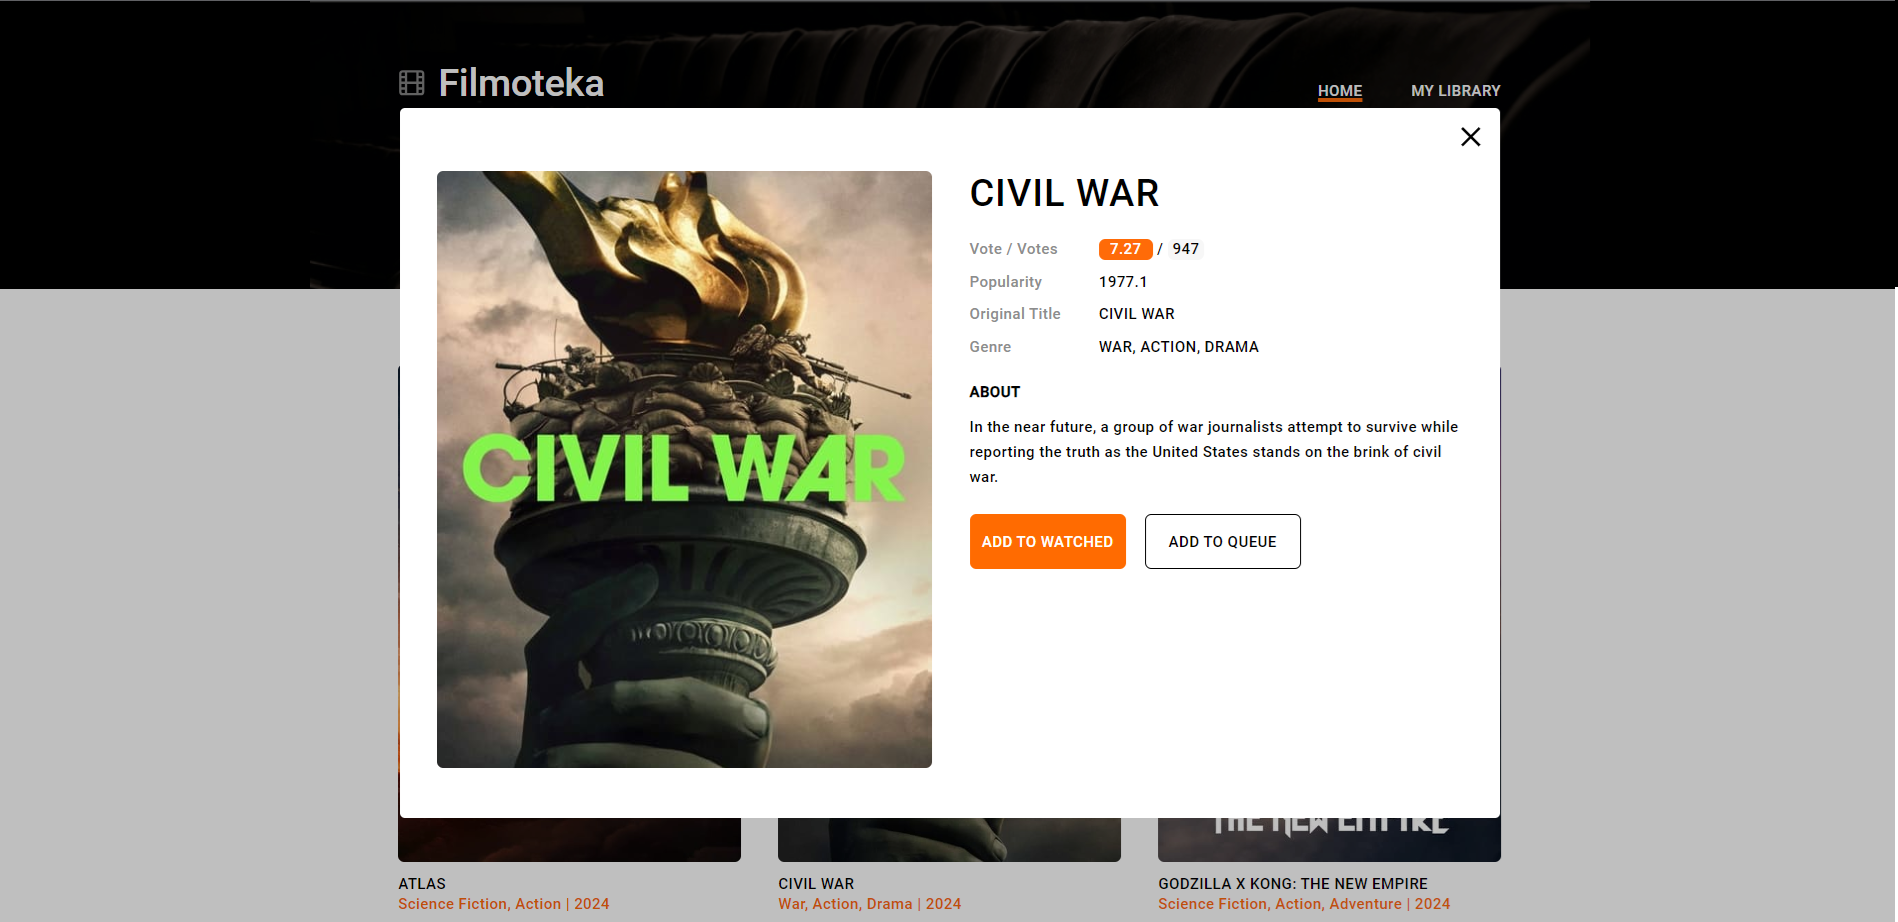 Filmoteka
HOME
MY LIBRARY
CIVIL WAR
CIVIL WAR
Vote / Votes 7.27 / 947
Popularity 1977.1
Original Title CIVIL WAR
Genre WAR, ACTION, DRAMA
ABOUT
In the near future, a group of war journalists attempt to survive while
reporting the truth as the United States stands on the brink of civil
war.
ADD TO WATCHED
ADD TO QUEUE
THE NEW EMPIRE
ATLAS
Science Fiction, Action | 2024
CIVIL WAR
War, Action, Drama | 2024
GODZILLA X KONG: THE NEW EMPIRE
Science Fiction, Action, Adventure | 2024